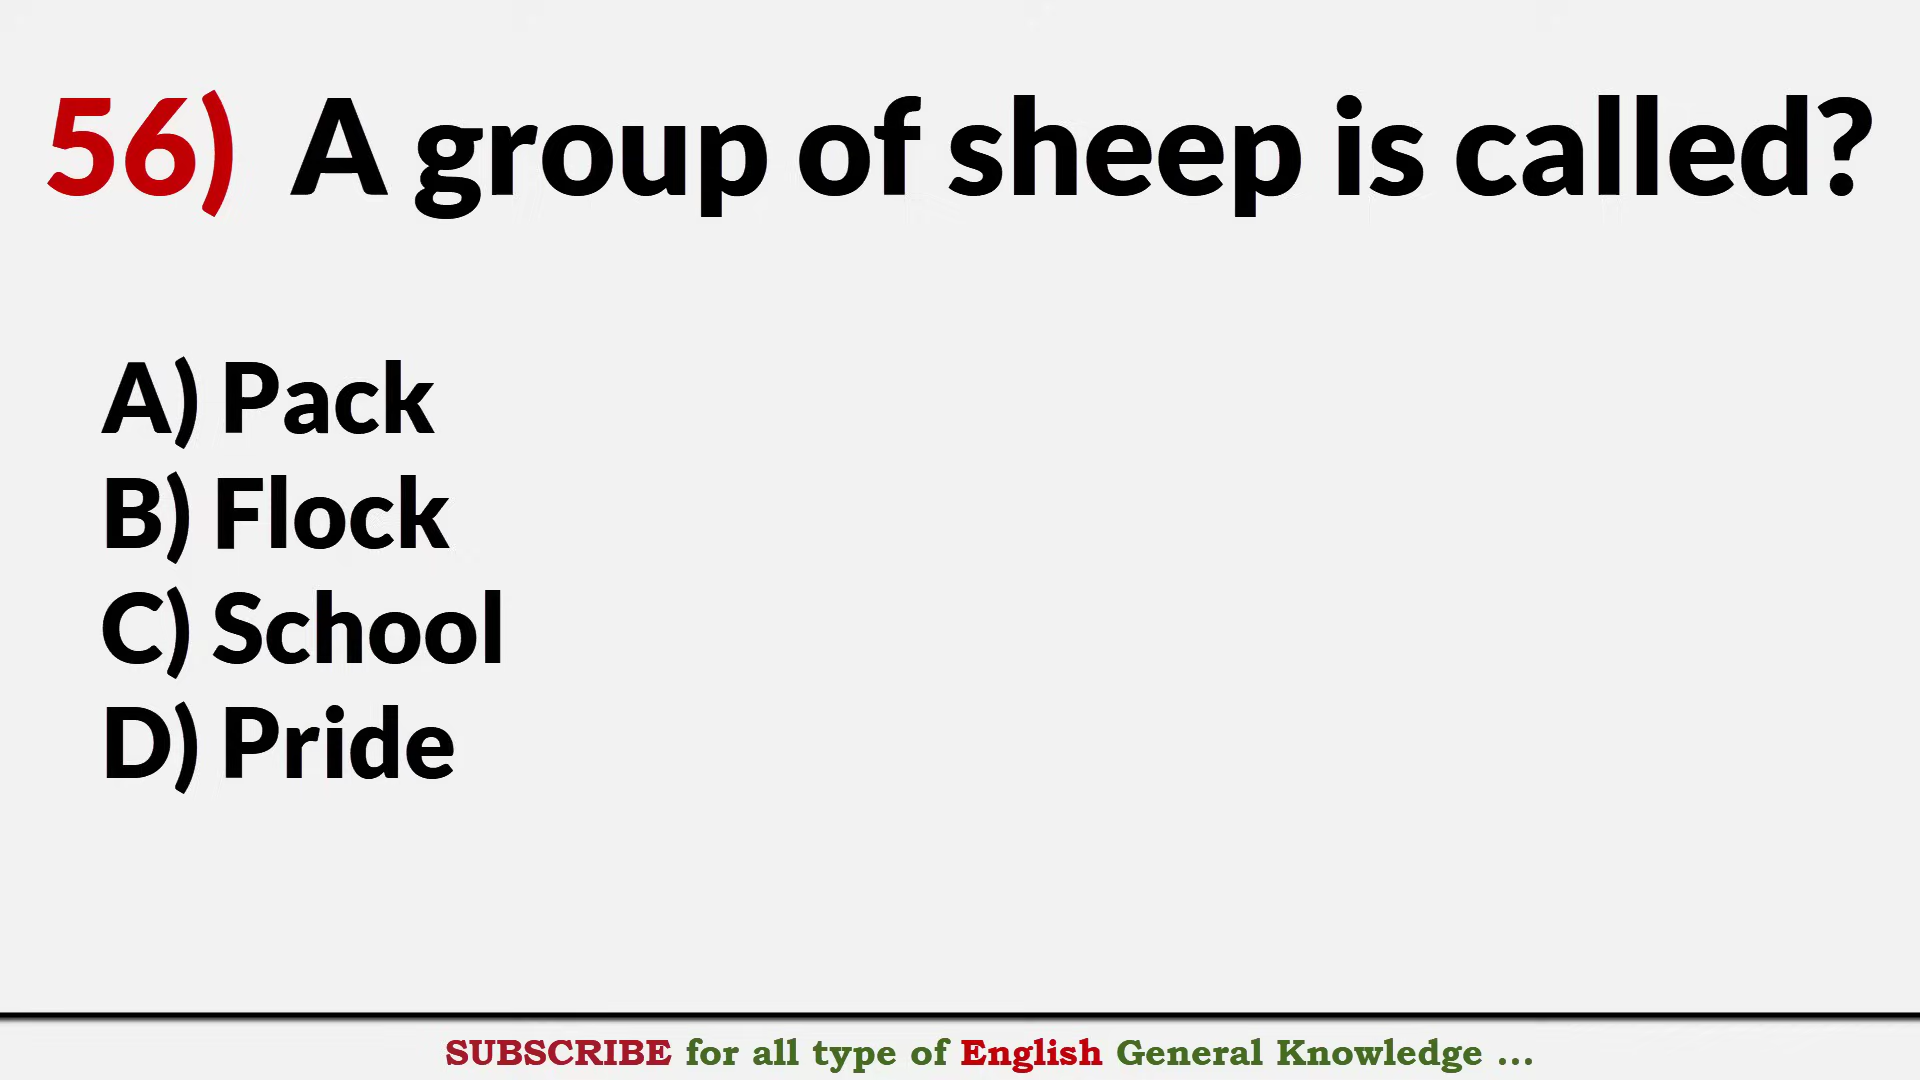 56) A group of sheep is called?
A) Pack
B) Flock
C) School
D) Pride
SUBSCRIBE for all type of English General Knowledge ...